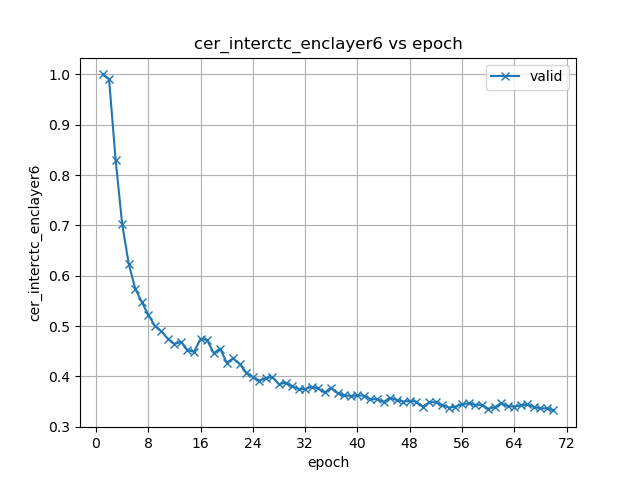 cer_interctc_enclayer6 vs epoch
valid
cer_interctc_enclayer6
1.0
0.9
0.8
0.7
0.6
0.5
0.4
0.3
0 8 16 24 32 40 48 56 64 72
epoch